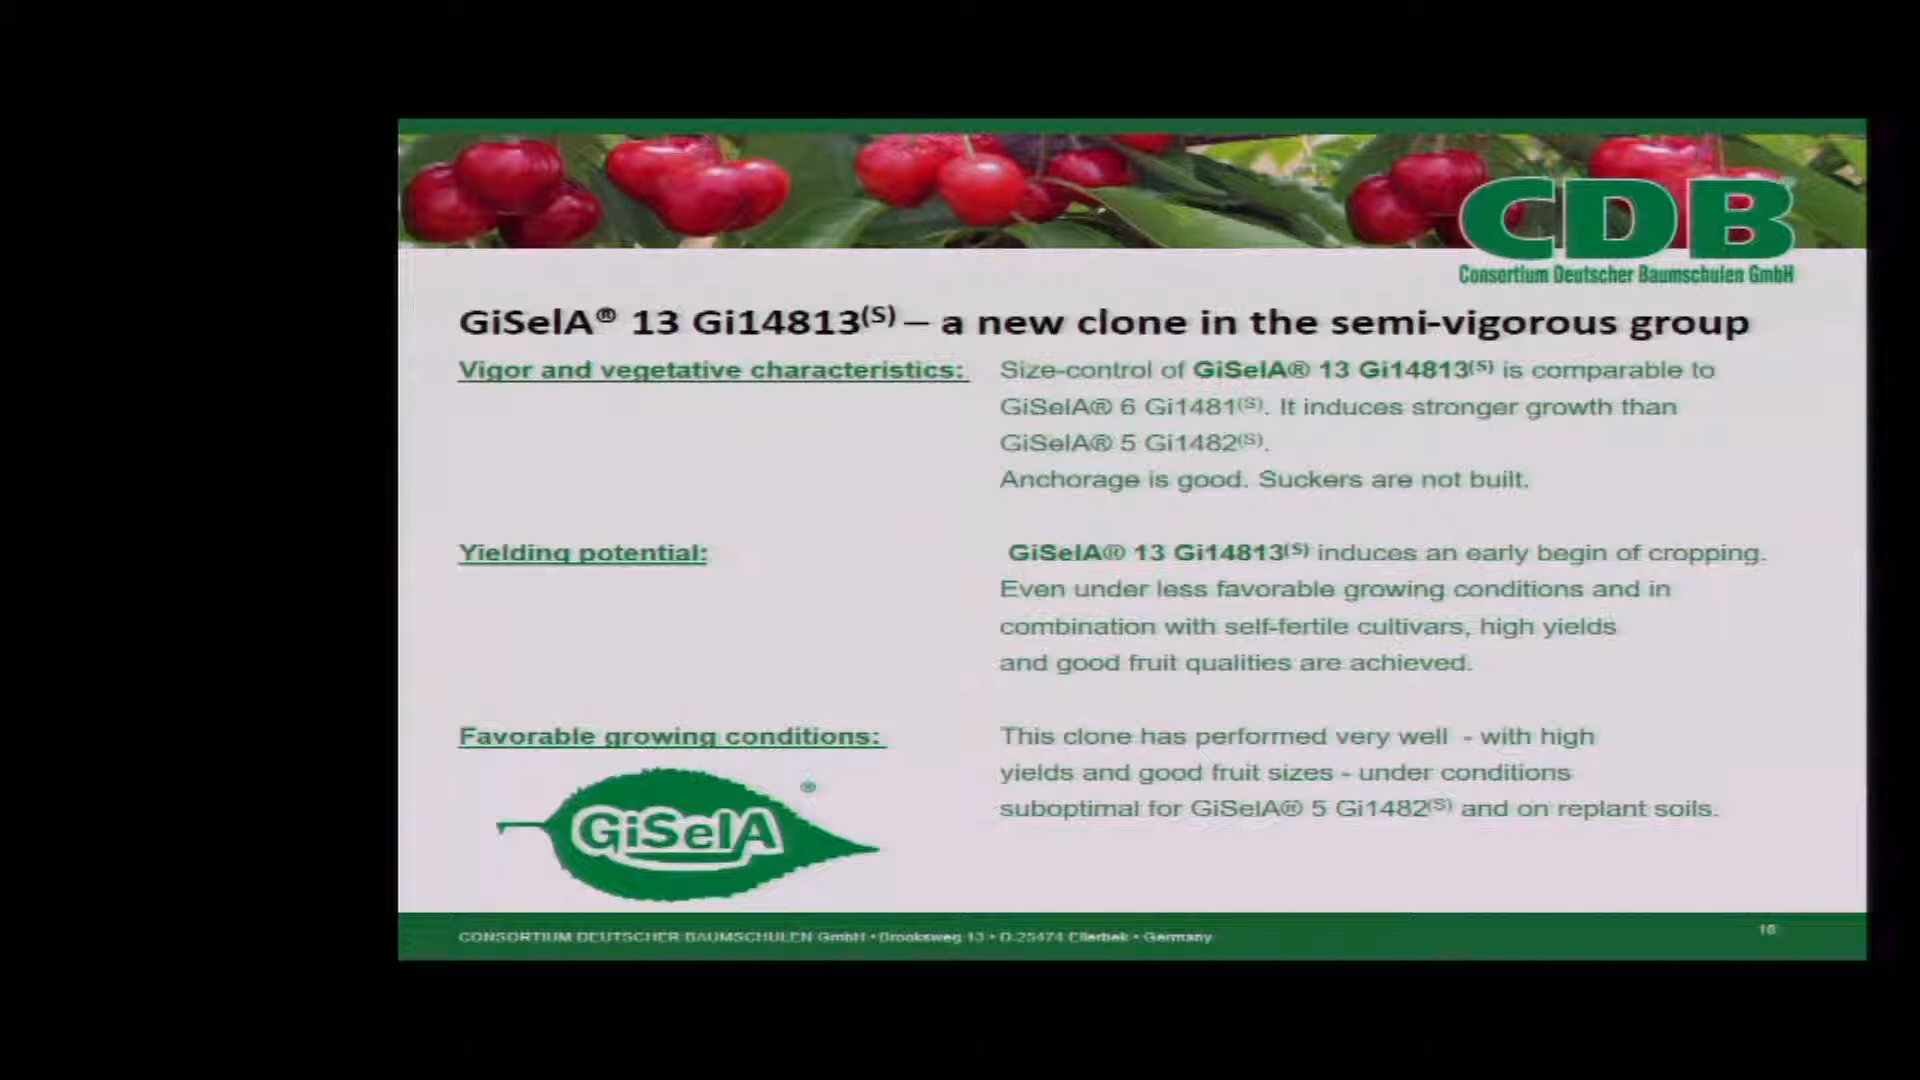 CDB
Consortium Deutscher Baumschulen GmbH
GiSelA® 13 Gi14813(S) – a new clone in the semi-vigorous group
Vigor and vegetative characteristics:
Size-control of GiSelA® 13 Gi14813(S) is comparable to
GiSelA® 6 Gi1481(S). It induces stronger growth than
GiSelA® 5 Gi1482(S).
Anchorage is good. Suckers are not built.
Yielding potential:
GiSelA® 13 Gi14813(S) induces an early begin of cropping.
Even under less favorable growing conditions and in
combination with self-fertile cultivars, high yields
and good fruit qualities are achieved.
Favorable growing conditions:
This clone has performed very well - with high
yields and good fruit sizes - under conditions
suboptimal for GiSelA® 5 Gi1482(S) and on replant soils.
GiSelA ®
CONSORTIUM DEUTSCHER BAUMSCHULEN GmbH • Brooksweg 13 • D-25474 Ellerbek • Germany